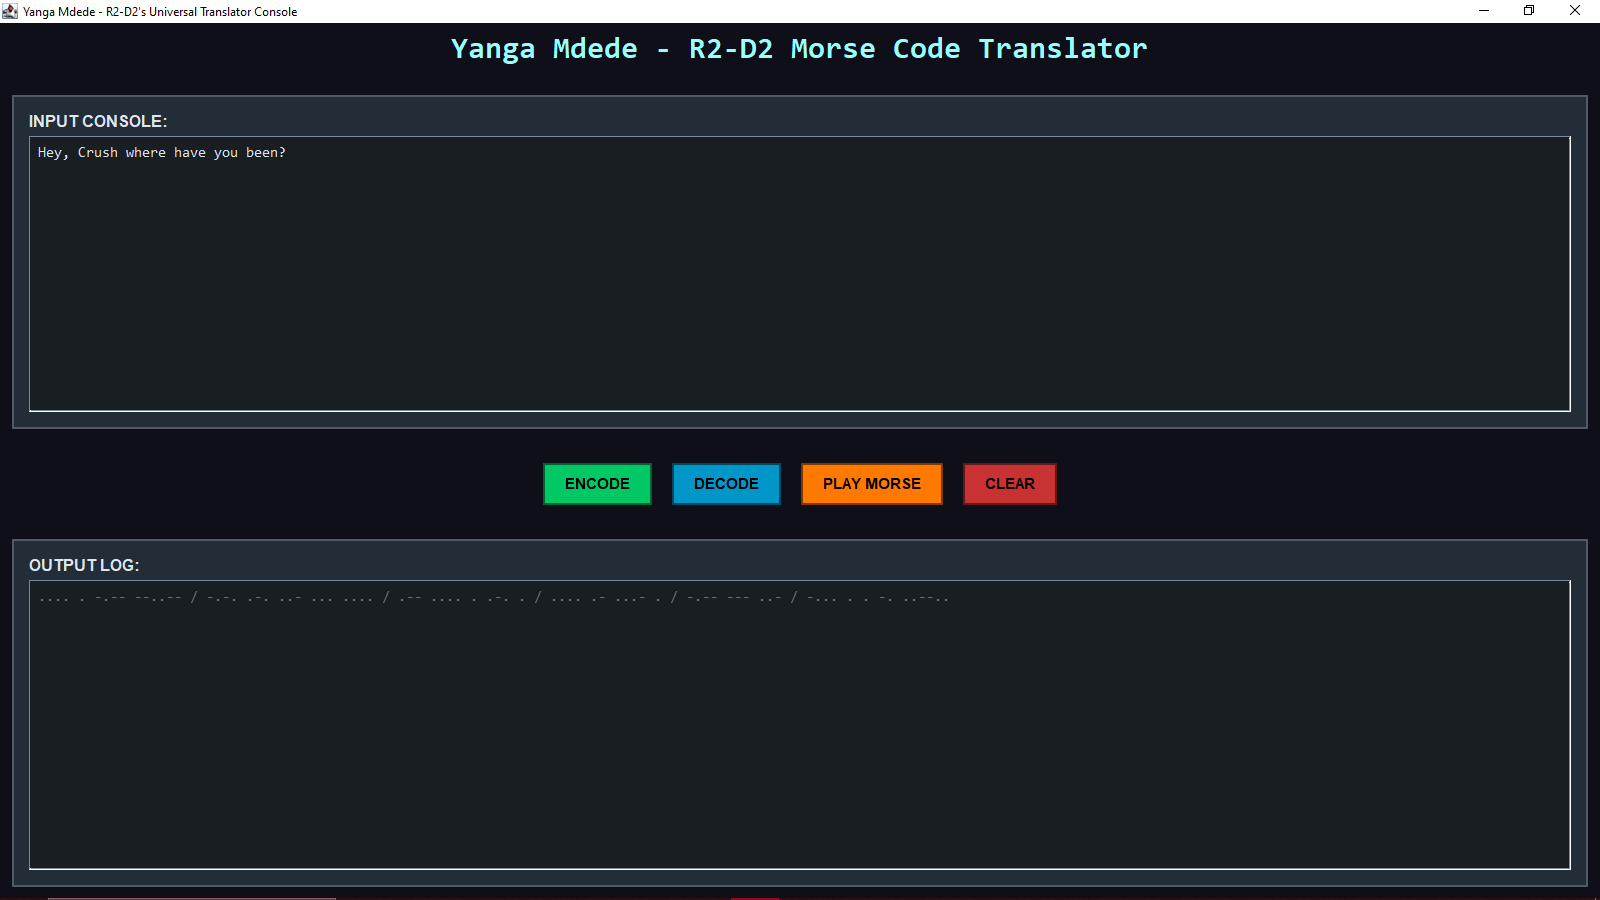 Yanga Mdede - R2-D2's Universal Translator Console
Yanga Mdede - R2-D2 Morse Code Translator
INPUT CONSOLE:
Hey, Crush where have you been?
ENCODE DECODE PLAY MORSE CLEAR
OUTPUT LOG:
.... . -.-- --..-- / -.-. .-. ..- ... .... / .-- .... . .-. . / .... .- ...- . / -.-- --- ..- / -... . . -. ..--..